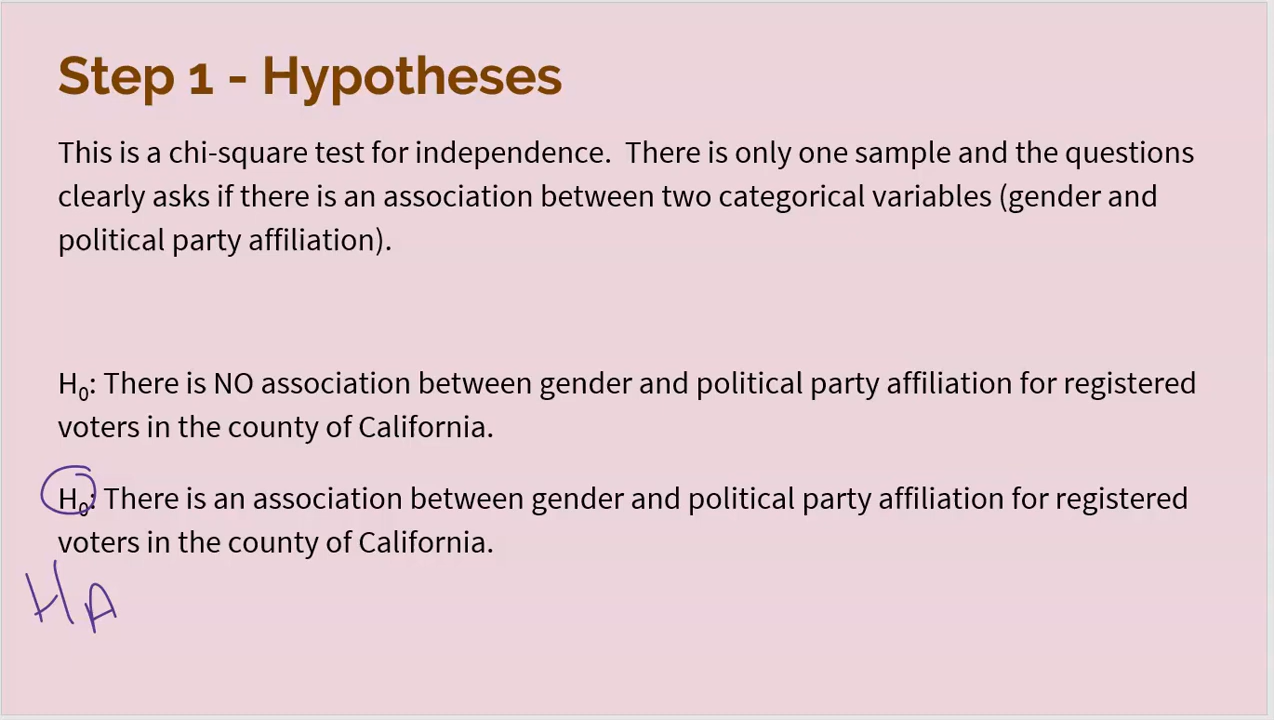 Step 1 - Hypotheses
This is a chi-square test for independence.  There is only one sample and the questions
clearly asks if there is an association between two categorical variables (gender and
political party affiliation).
H₀: There is NO association between gender and political party affiliation for registered
voters in the county of California.
H₀: There is an association between gender and political party affiliation for registered
voters in the county of California.
HA